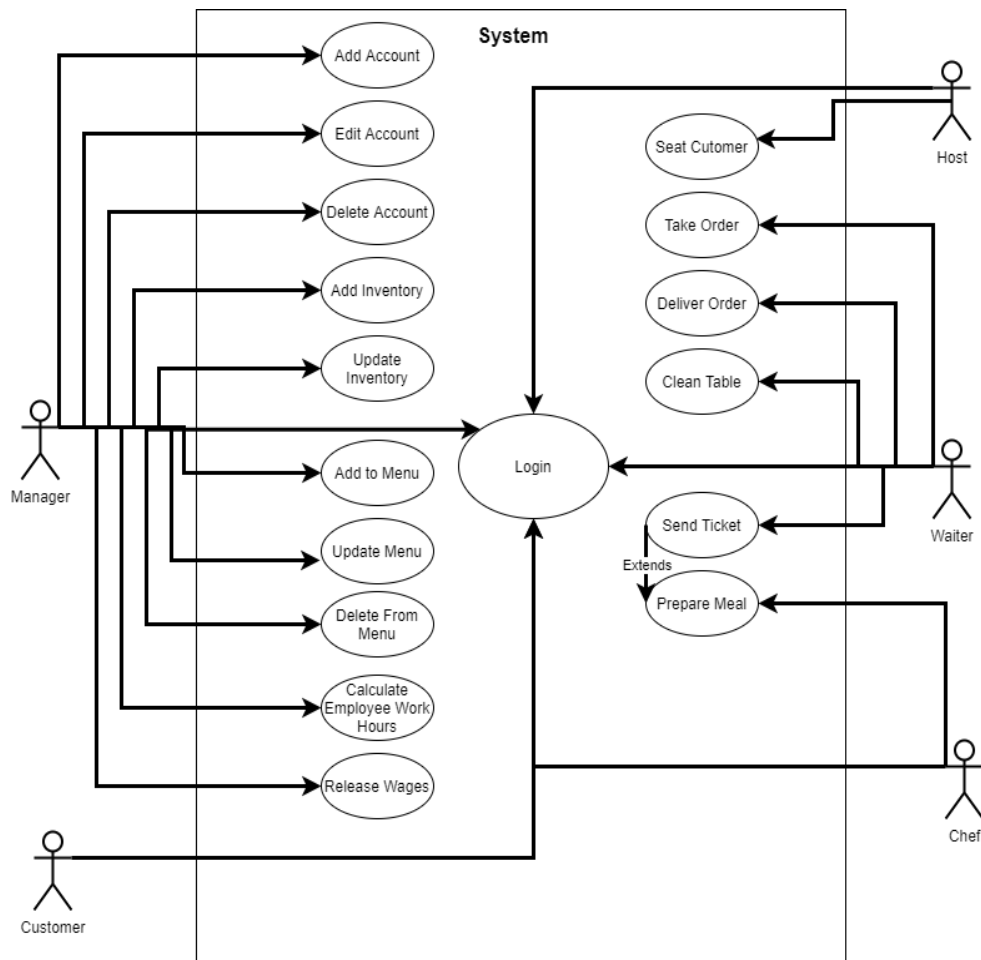 System
Add Account
Edit Account
Delete Account
Add Inventory
Update
Inventory
Manager
Add to Menu
Update Menu
Delete From
Menu
Calculate
Employee Work
Hours
Release Wages
Customer
Login
Host
Seat Cutomer
Take Order
Deliver Order
Clean Table
Waiter
Send Ticket
Extends
Prepare Meal
Chef